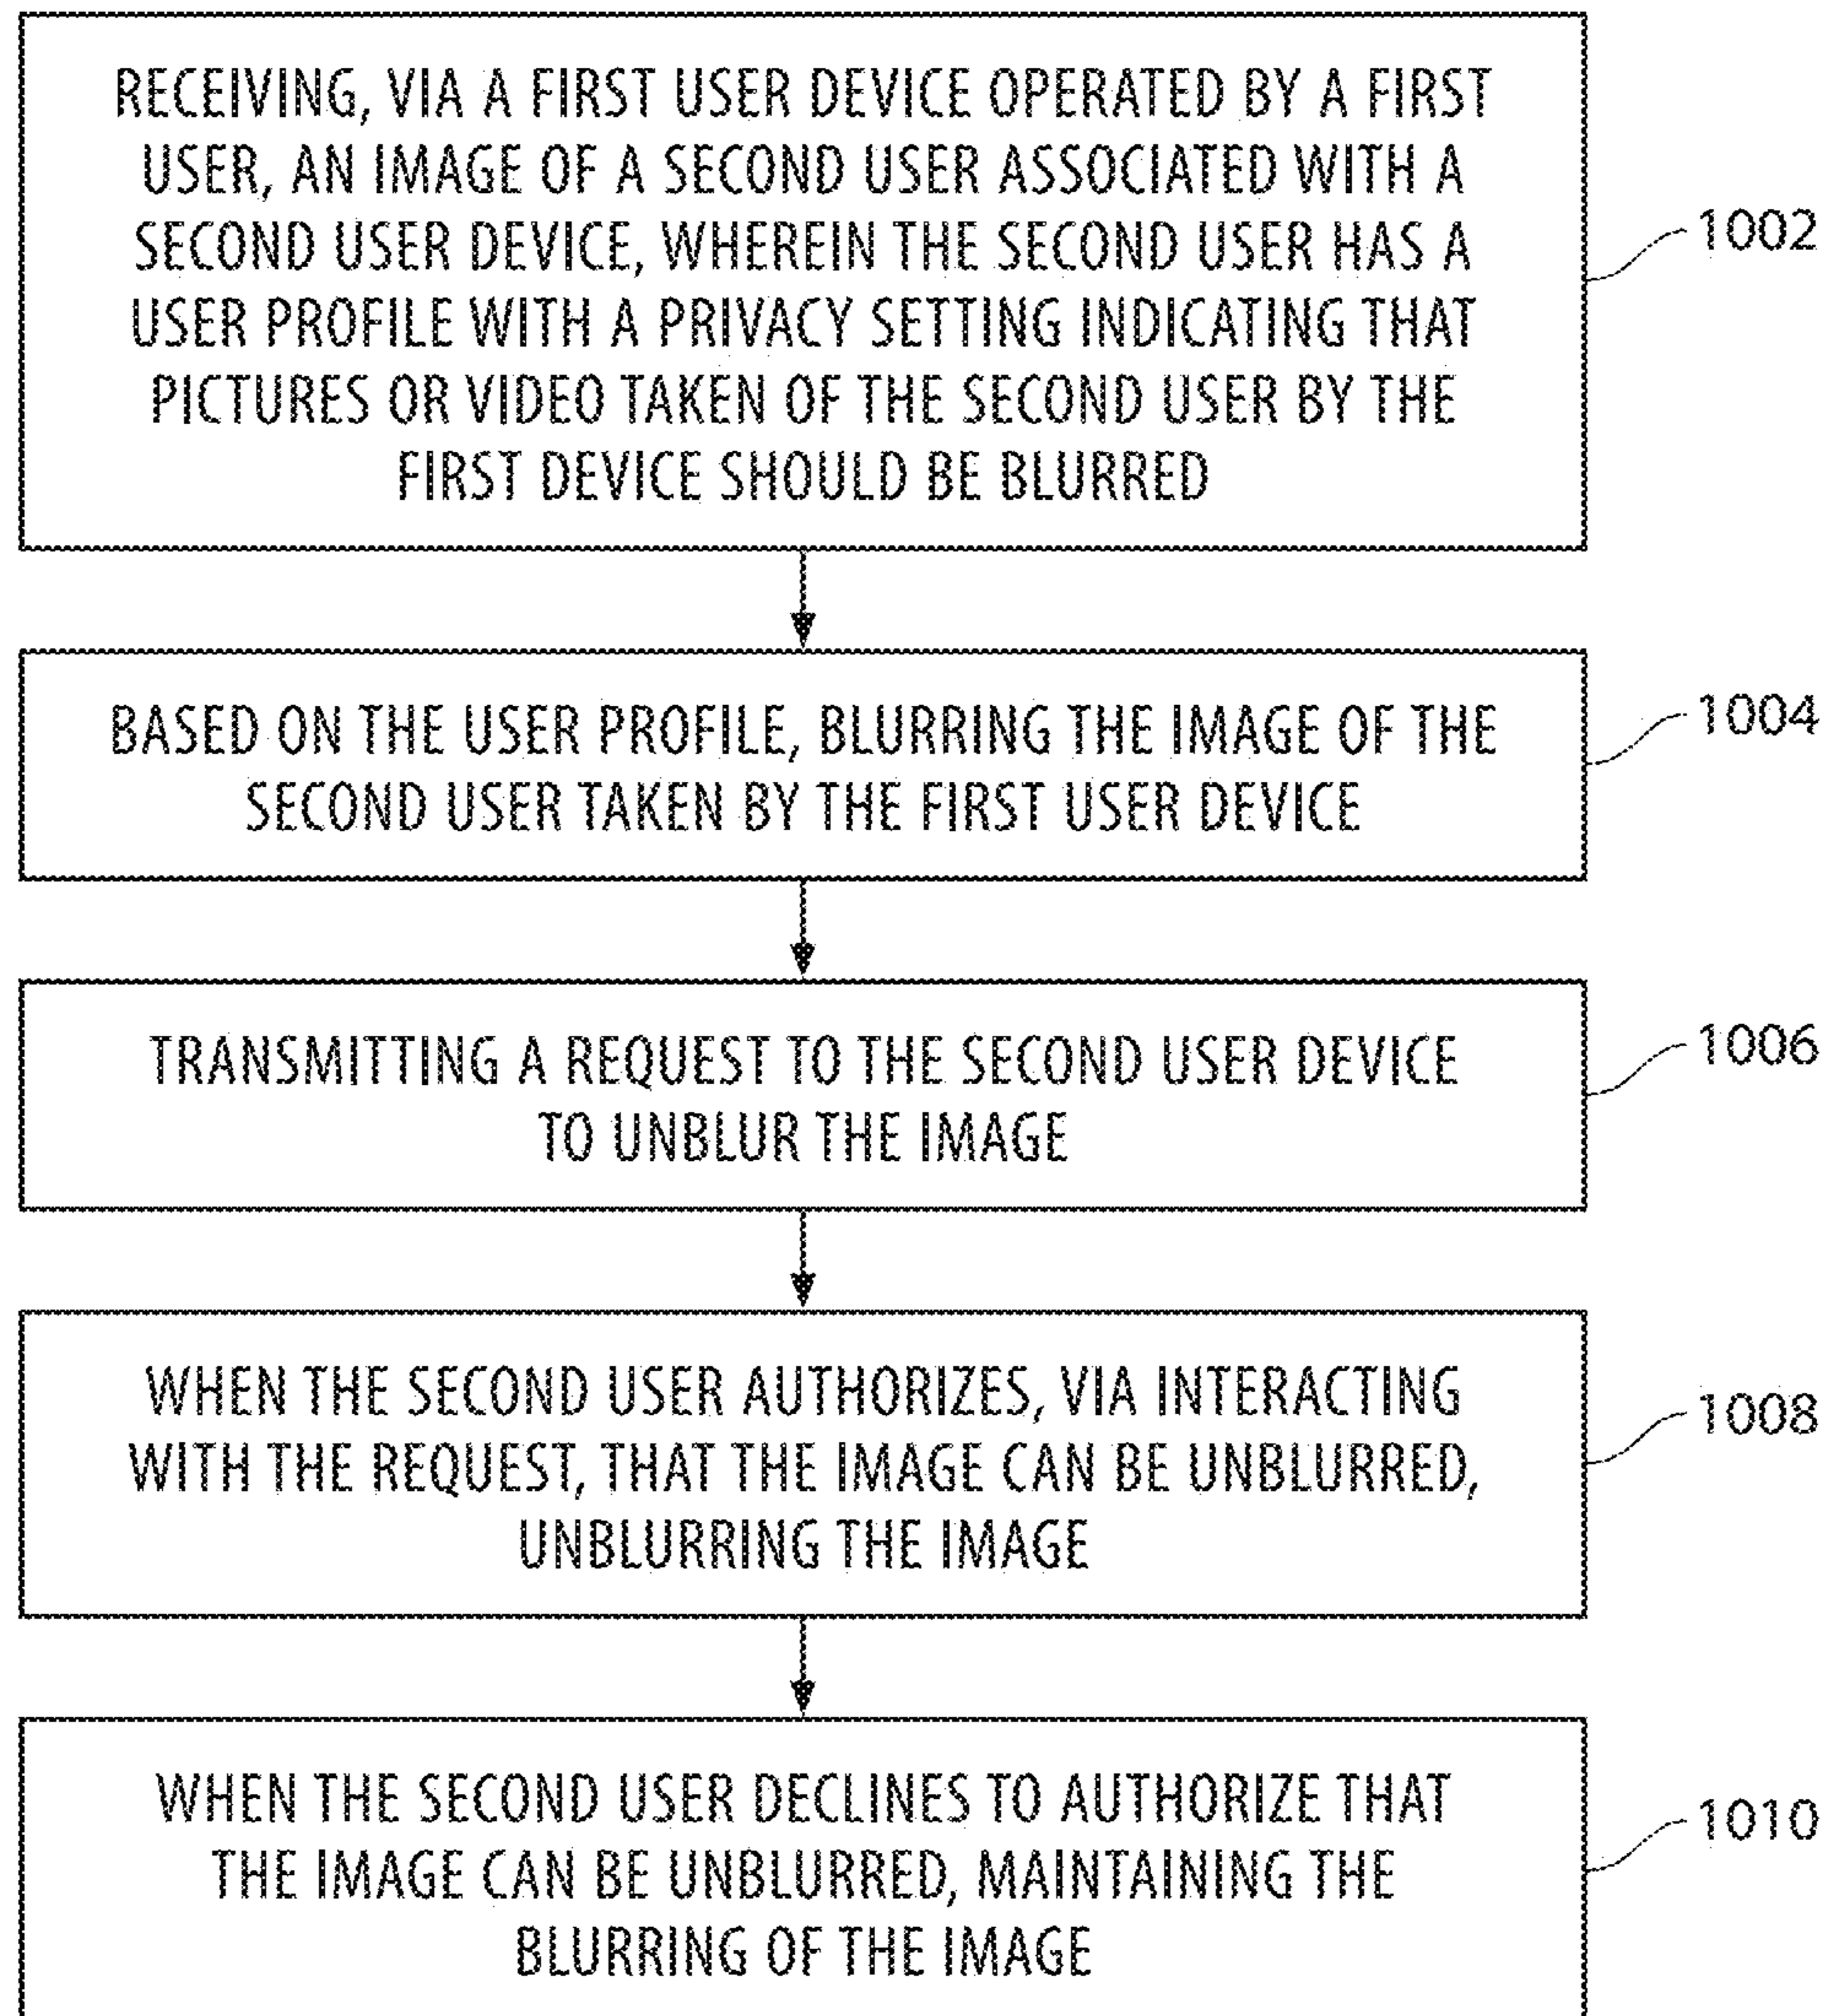 RECEIVING, VIA A FIRST USER DEVICE OPERATED BY A FIRST
USER, AN IMAGE OF A SECOND USER ASSOCIATED WITH A
SECOND USER DEVICE, WHEREIN THE SECOND USER HAS A
USER PROFILE WITH A PRIVACY SETTING INDICATING THAT
PICTURES OR VIDEO TAKEN OF THE SECOND USER BY THE
FIRST DEVICE SHOULD BE BLURRED
1002
BASED ON THE USER PROFILE, BLURRING THE IMAGE OF THE
SECOND USER TAKEN BY THE FIRST USER DEVICE
1004
TRANSMITTING A REQUEST TO THE SECOND USER DEVICE
TO UNBLUR THE IMAGE
1006
WHEN THE SECOND USER AUTHORIZES, VIA INTERACTING
WITH THE REQUEST, THAT THE IMAGE CAN BE UNBLURRED,
UNBLURRING THE IMAGE
1008
WHEN THE SECOND USER DECLINES TO AUTHORIZE THAT
THE IMAGE CAN BE UNBLURRED, MAINTAINING THE
BLURRING OF THE IMAGE
1010